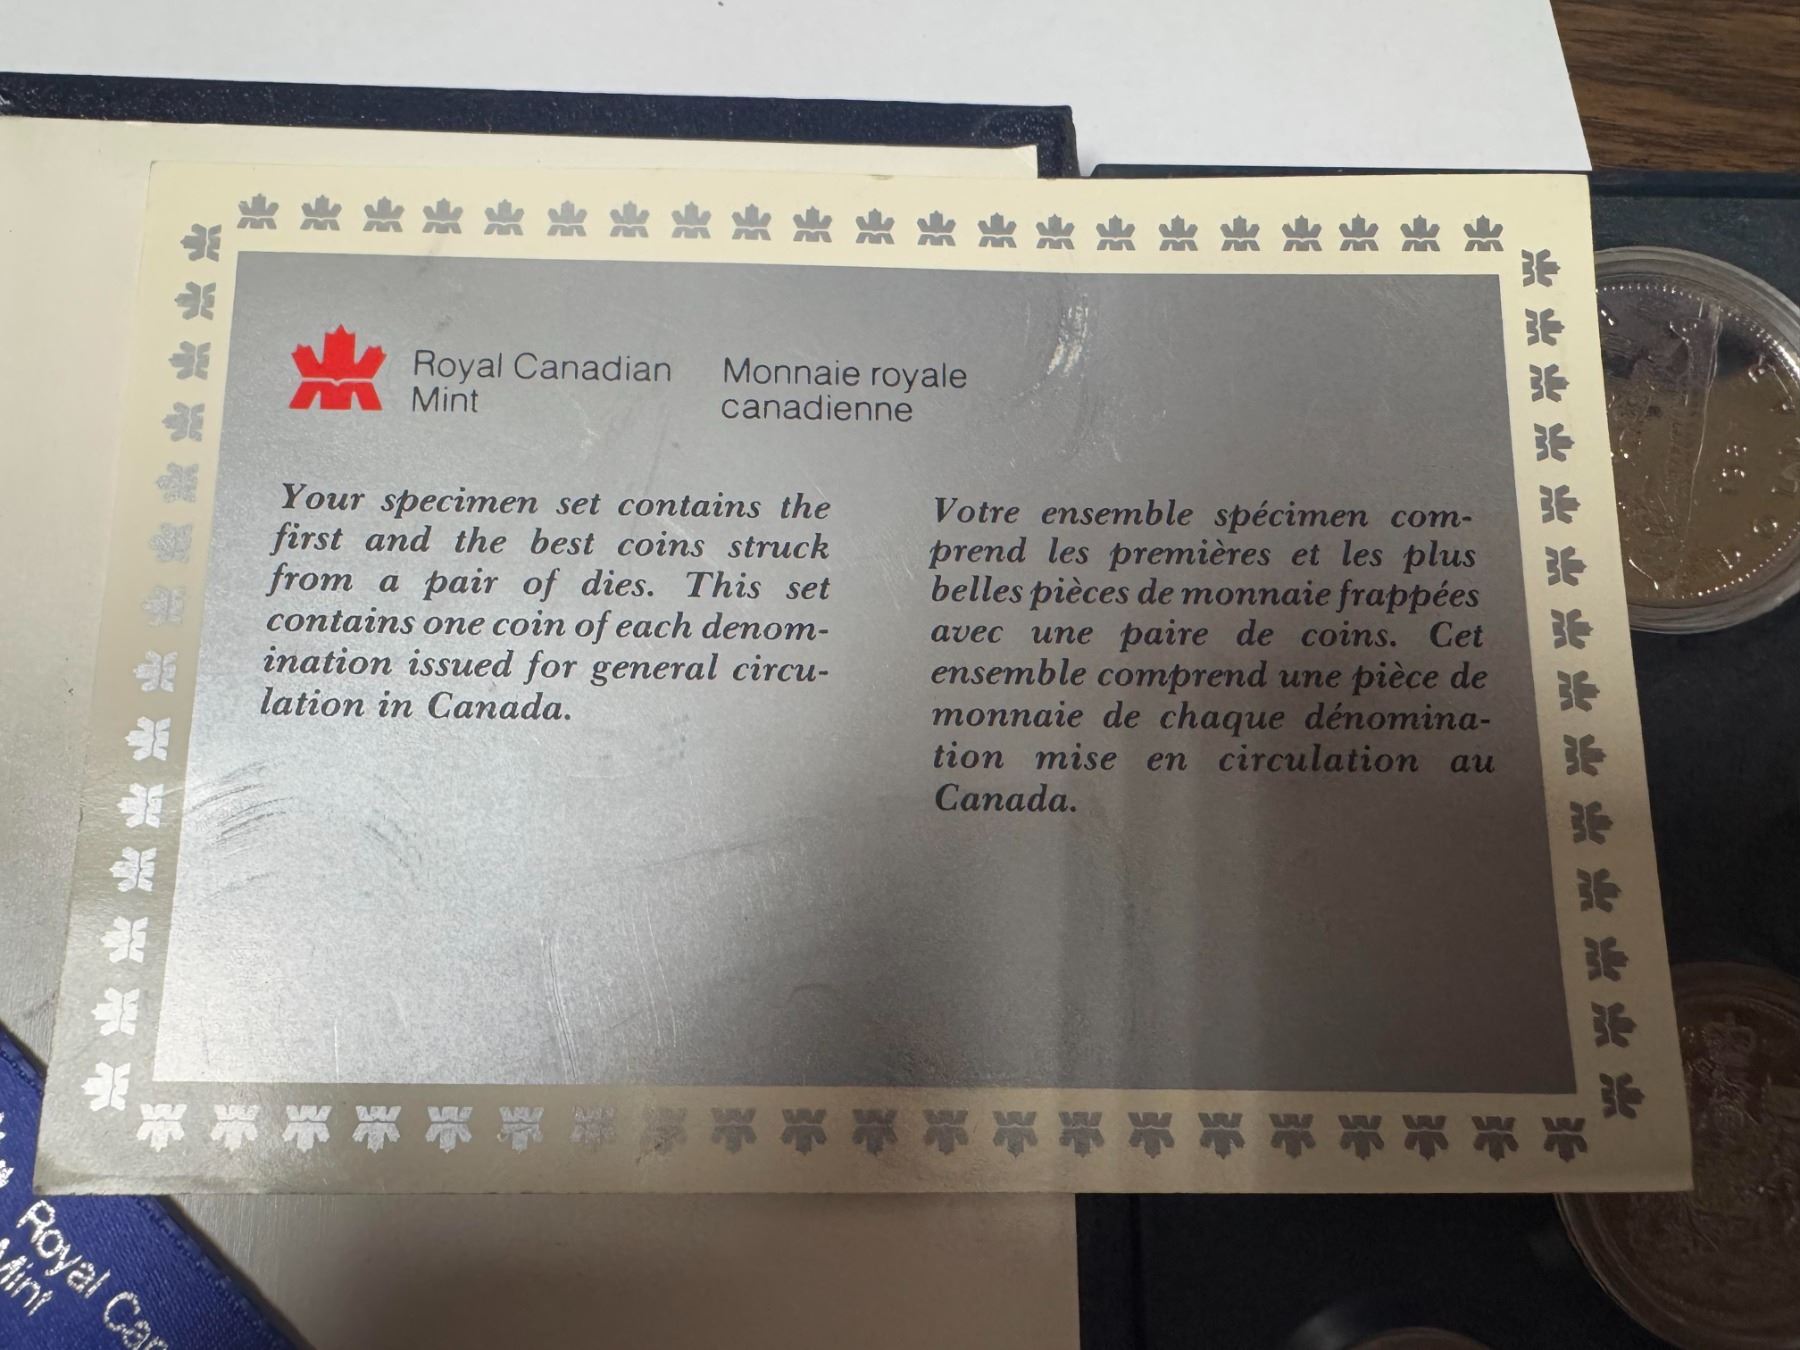 Royal Canadian
Mint
Monnaie royale
canadienne
Your specimen set contains the
first and the best coins struck
from a pair of dies. This set
contains one coin of each denom-
ination issued for general circu-
lation in Canada.
Votre ensemble spécimen com-
prend les premières et les plus
belles pièces de monnaie frappées
avec une paire de coins. Cet
ensemble comprend une pièce de
monnaie de chaque dénomina-
tion mise en circulation au
Canada.
Royal
Mint